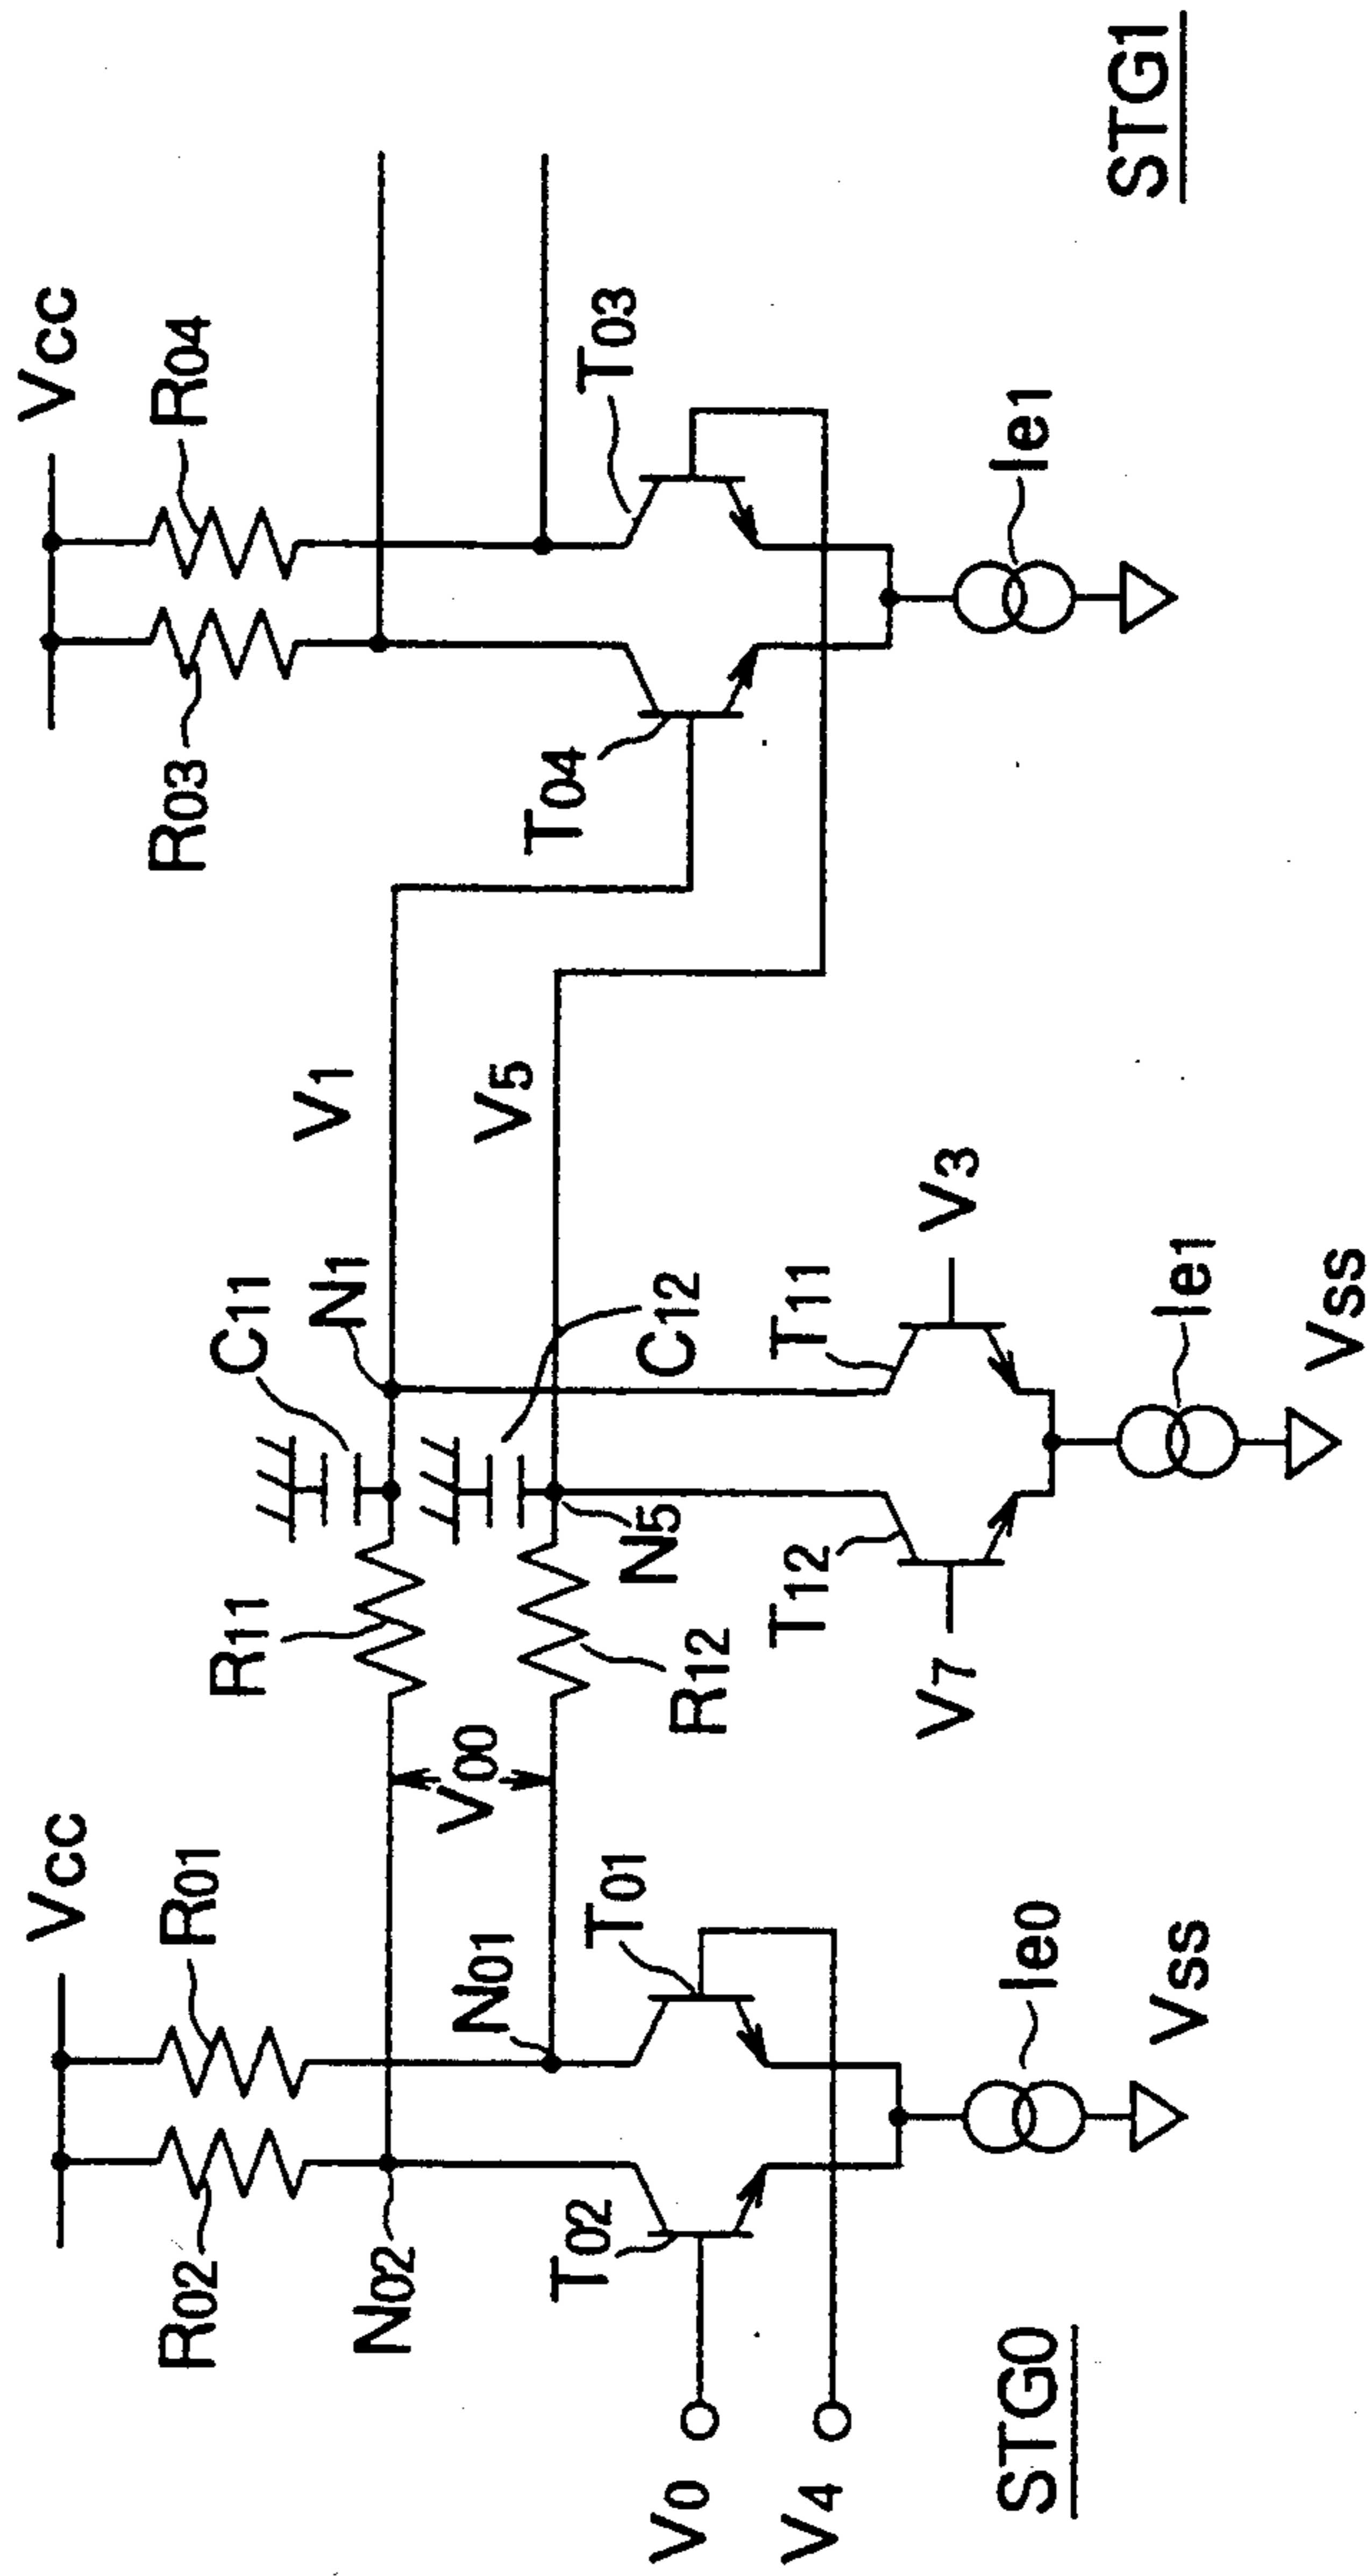 Vcc
Vcc
R02
R01
R03
R04
C11
N1
V1
R11
V00
V5
N02
N01
N5
C12
R12
T02
T01
T12
T11
T04
T03
V0
V4
V7
V3
Ie0
Ie1
Ie1
Vss
Vss
STG0
STG1